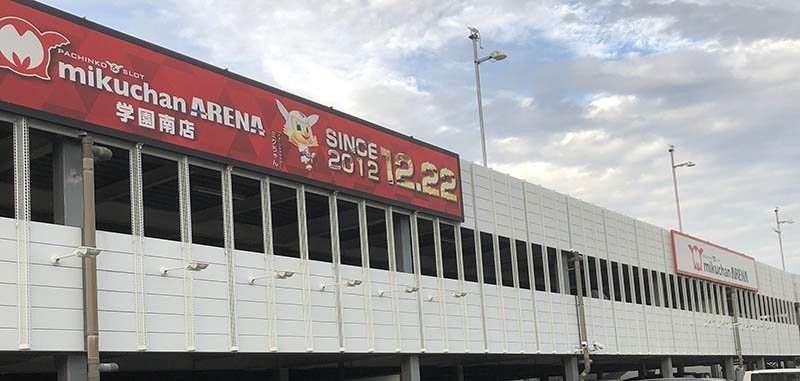 PACHINKO & SLOT
mikuchan ARENA
学園南店
SINCE
2012 12.22
mikuchan ARENA